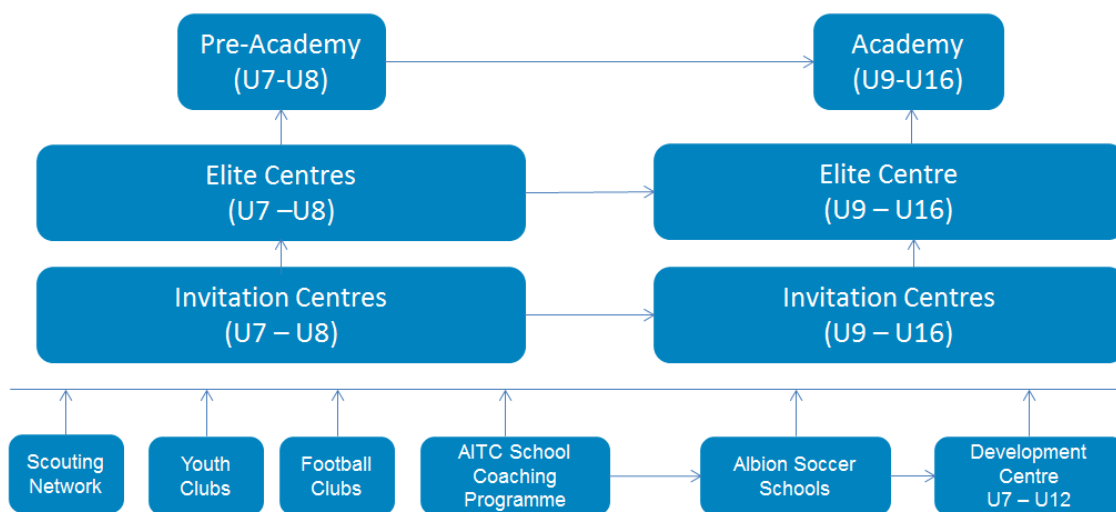 Pre-Academy
(U7-U8)
Academy
(U9-U16)
Elite Centres
(U7 –U8)
Elite Centre
(U9 – U16)
Invitation Centres
(U7 – U8)
Invitation Centres
(U9 – U16)
Scouting
Network
Youth
Clubs
Football
Clubs
AITC School
Coaching
Programme
Albion Soccer
Schools
Development
Centre
U7 – U12